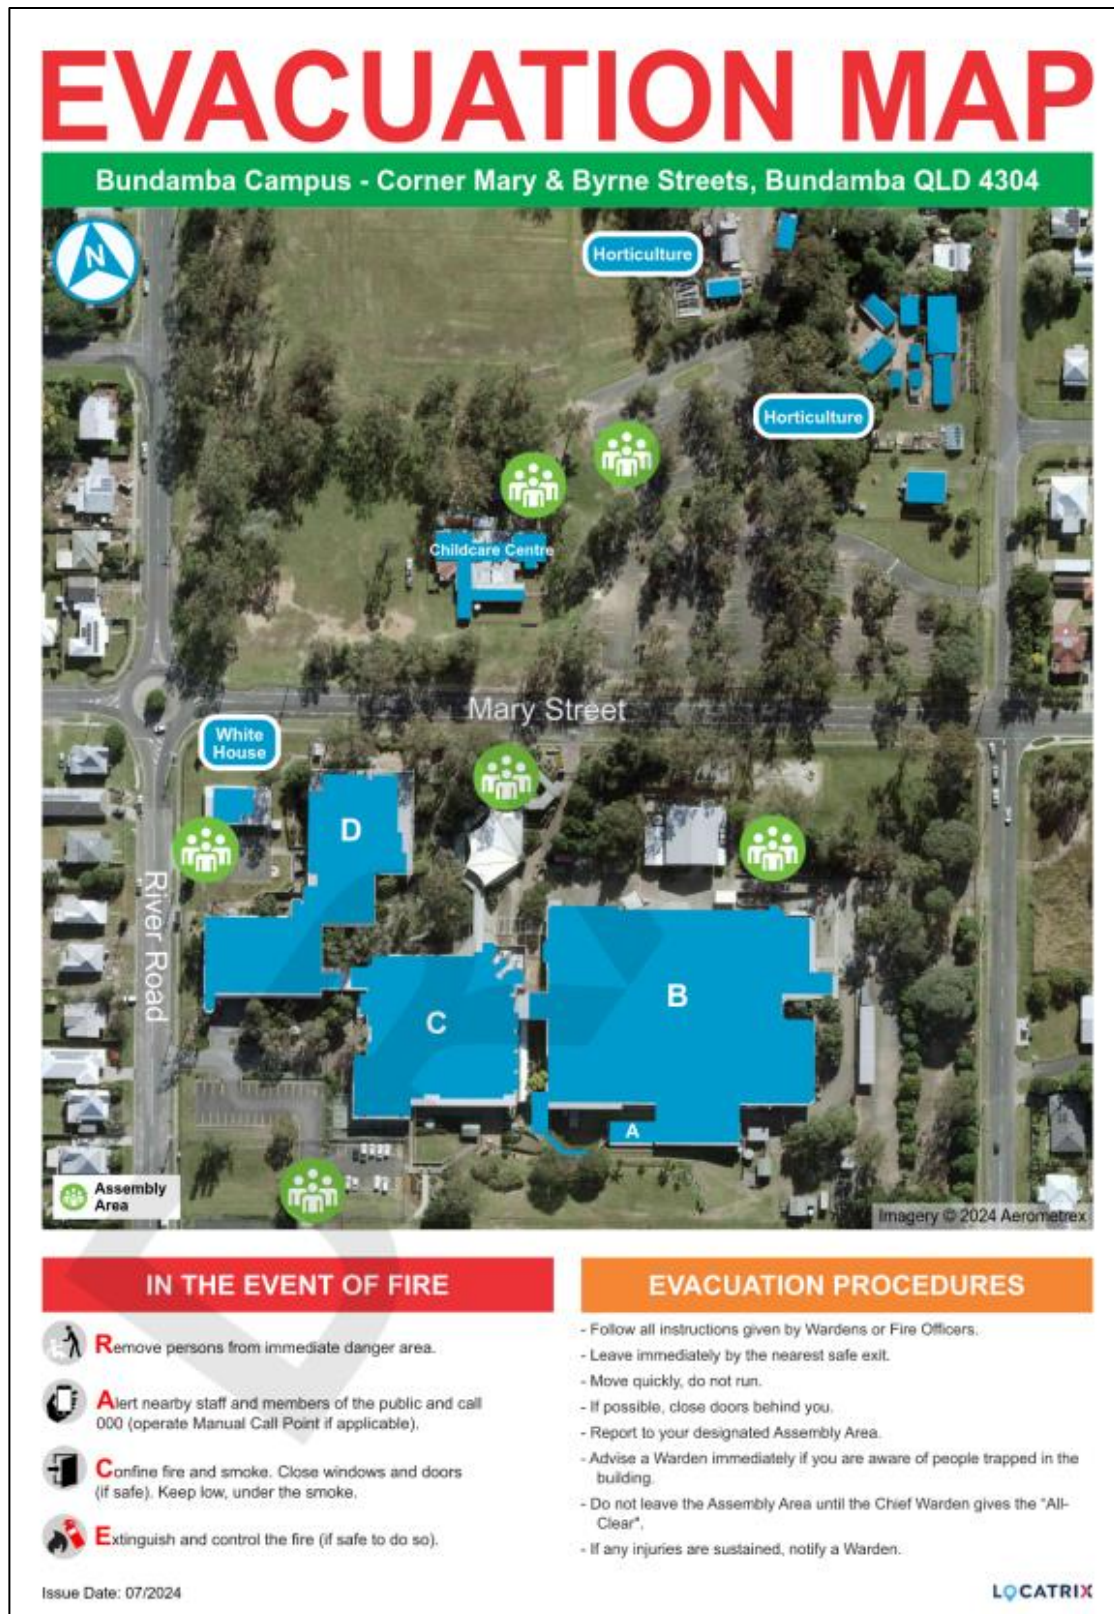 EVACUATION MAP
Bundamba Campus - Corner Mary & Byrne Streets, Bundamba QLD 4304
N
Horticulture
Horticulture
Childcare Centre
Mary Street
White
House
D
River Road
C
B
A
Assembly
Area
Imagery © 2024 Aerometrex
IN THE EVENT OF FIRE
Remove persons from immediate danger area.
Alert nearby staff and members of the public and call
000 (operate Manual Call Point if applicable).
Confine fire and smoke. Close windows and doors
(if safe). Keep low, under the smoke.
Extinguish and control the fire (if safe to do so).
Issue Date: 07/2024
EVACUATION PROCEDURES
- Follow all instructions given by Wardens or Fire Officers.
- Leave immediately by the nearest safe exit.
- Move quickly, do not run.
- If possible, close doors behind you.
- Report to your designated Assembly Area.
- Advise a Warden immediately if you are aware of people trapped in the
building.
- Do not leave the Assembly Area until the Chief Warden gives the "All-
Clear".
- If any injuries are sustained, notify a Warden.
LOCATRIX